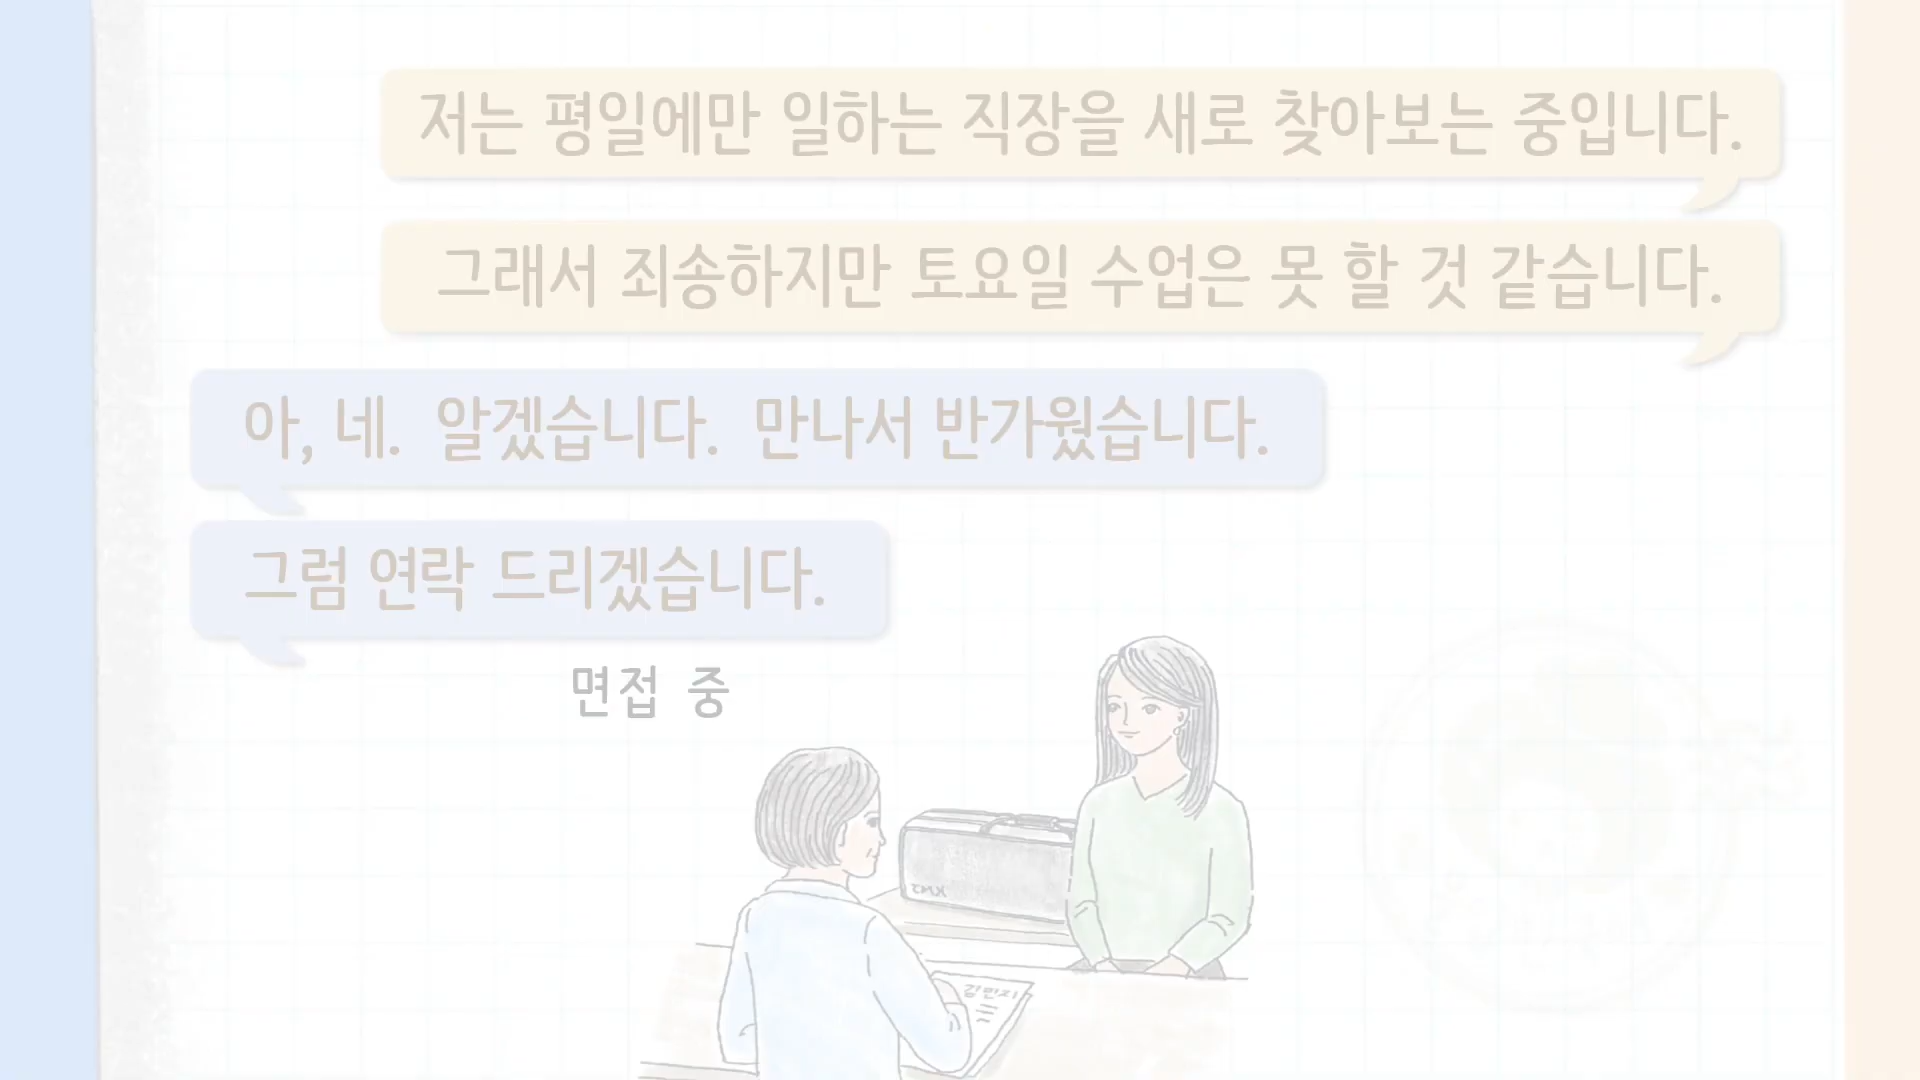 저는 평일에만 일하는 직장을 새로 찾아보는 중입니다.
그래서 죄송하지만 토요일 수업은 못 할 것 같습니다.
아, 네. 알겠습니다. 만나서 반가웠습니다.
그럼 연락 드리겠습니다.
면접 중
김민지